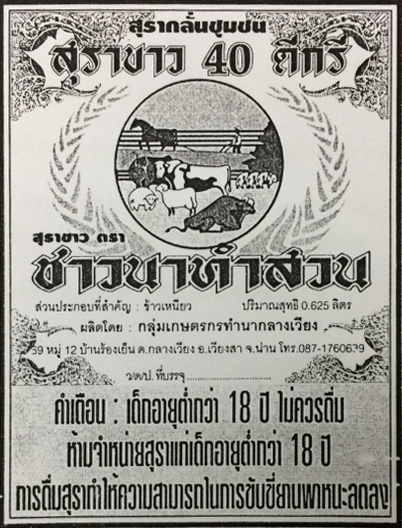 สุรากลั่นชุมชน
สุราขาว 40 ดีกรี
สุราขาว ตรา
ชาวนาทำสวน
ส่วนประกอบที่สำคัญ : ข้าวเหนียว ปริมาณสุทธิ 0.625 ลิตร
ผลิตโดย : กลุ่มเกษตรกรทำนากลางเวียง
59 หมู่ 12 บ้านร้องเย็น ต.กลางเวียง อ.เวียงสา จ.น่าน โทร.087-1760639
ว/ด/ป. ที่บรรจุ..........................
คำเตือน : เด็กอายุต่ำกว่า 18 ปี ไม่ควรดื่ม
ห้ามจำหน่ายสุราแก่เด็กอายุต่ำกว่า 18 ปี
การดื่มสุราทำให้ความสามารถในการขับขี่ยานพาหนะลดลง